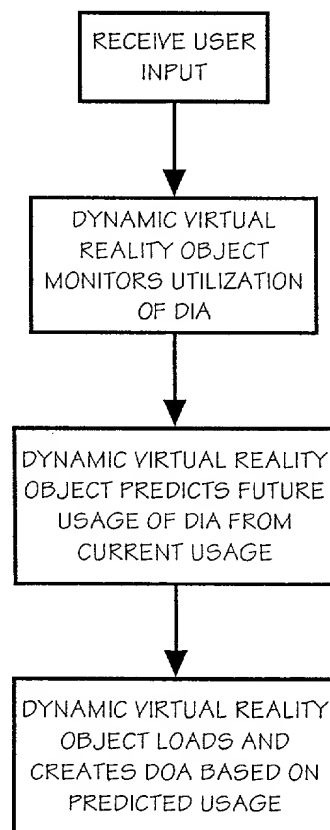 RECEIVE USER
INPUT
DYNAMIC VIRTUAL
REALITY OBJECT
MONITORS UTILIZATION
OF DIA
DYNAMIC VIRTUAL REALITY
OBJECT PREDICTS FUTURE
USAGE OF DIA FROM
CURRENT USAGE
DYNAMIC VIRTUAL REALITY
OBJECT LOADS AND
CREATES DOA BASED ON
PREDICTED USAGE